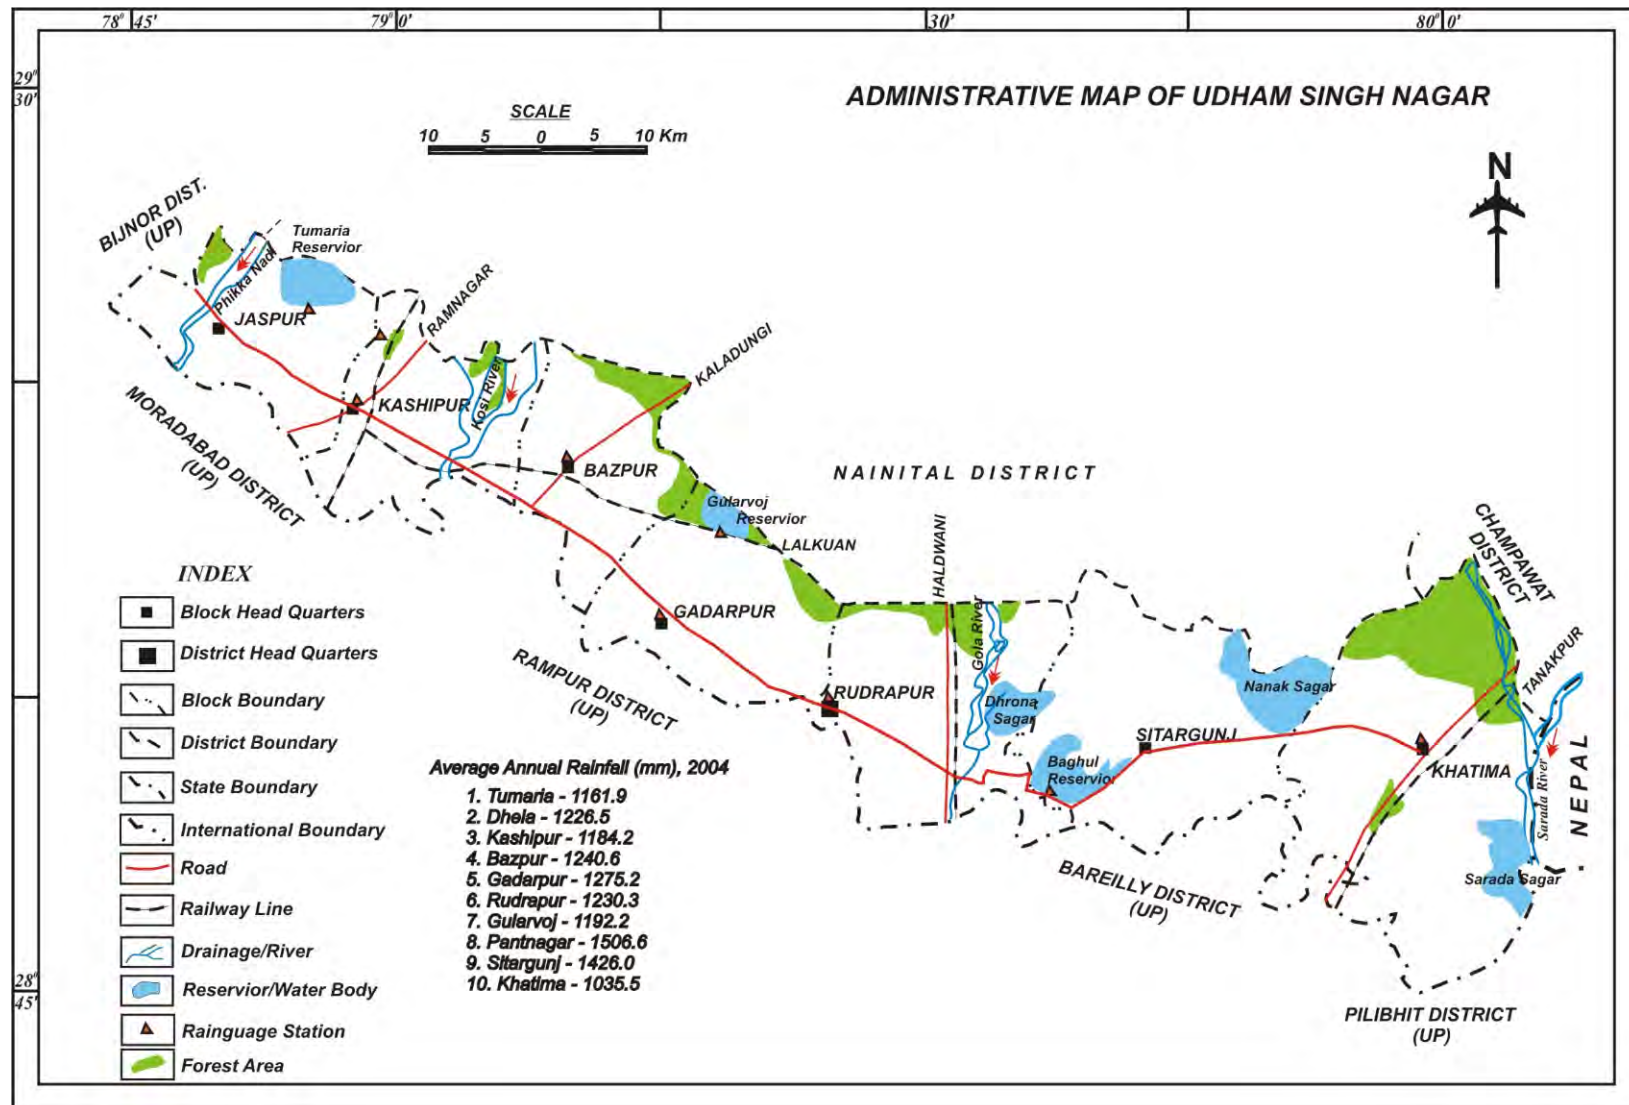 78° 45'
79° 0'
30'
80° 0'
29°
30'
ADMINISTRATIVE MAP OF UDHAM SINGH NAGAR
SCALE
10 5 0 5 10 Km
N
BIJNOR DIST.
(UP)
Tumaria
Reservior
Phikka Nadi
JASPUR
RAMNAGAR
KALADUNGI
MORADABAD DISTRICT
(UP)
KASHIPUR
Kosi River
BAZPUR
NAINITAL DISTRICT
Gularvoj
Reservior
LALKUAN
HALDWANI
CHAMPAWAT
DISTRICT
GADARPUR
Gola River
RAMPUR DISTRICT
(UP)
RUDRAPUR
Dhrona
Sagar
Nanak Sagar
TANAKPUR
SITARGUNJ
Baghul
Reservior
KHATIMA
Sarada River
NEPAL
BAREILLY DISTRICT
(UP)
Sarada Sagar
PILIBHIT DISTRICT
(UP)
INDEX
Block Head Quarters
District Head Quarters
Block Boundary
District Boundary
State Boundary
International Boundary
Road
Railway Line
Drainage/River
Reservior/Water Body
Rainguage Station
Forest Area
Average Annual Rainfall (mm), 2004
1. Tumaria - 1161.9
2. Dhela - 1226.5
3. Kashipur - 1184.2
4. Bazpur - 1240.6
5. Gadarpur - 1275.2
6. Rudrapur - 1230.3
7. Gularvoj - 1192.2
8. Pantnagar - 1506.6
9. Sitargunj - 1426.0
10. Khatima - 1035.5
28°
45'